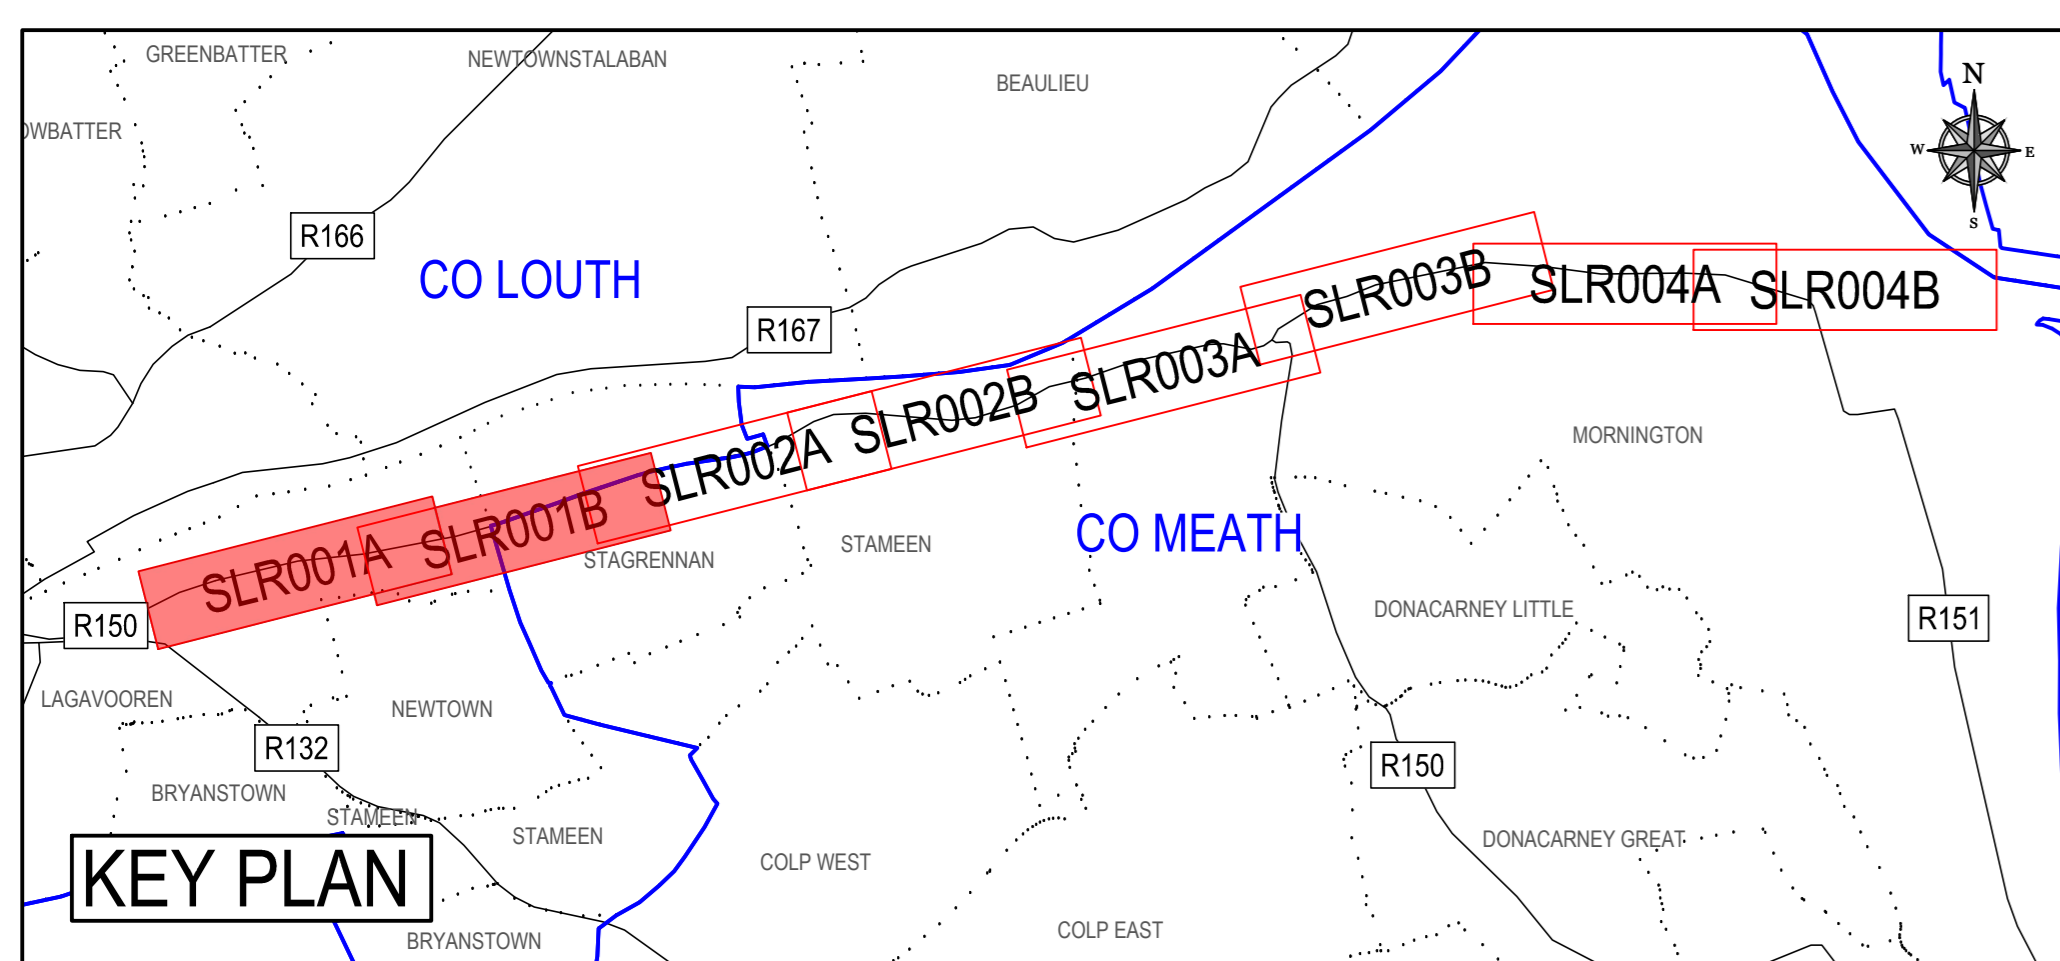 GREENBATTER
NEWTOWNSTALABAN
BEAULIEU
N
W
E
S
OWBATTER
R166
CO LOUTH
R167
SLR003B
SLR004A
SLR004B
SLR003A
SLR002B
SLR002A
SLR001B
SLR001A
MORNINGTON
CO MEATH
STAMEEN
STAGRENNAN
R150
DONACARNEY LITTLE
R151
LAGAVOOREN
NEWTOWN
R132
R150
BRYANSTOWN
STAMEEN
STAMEEN
DONACARNEY GREAT
COLP WEST
KEY PLAN
COLP EAST
BRYANSTOWN